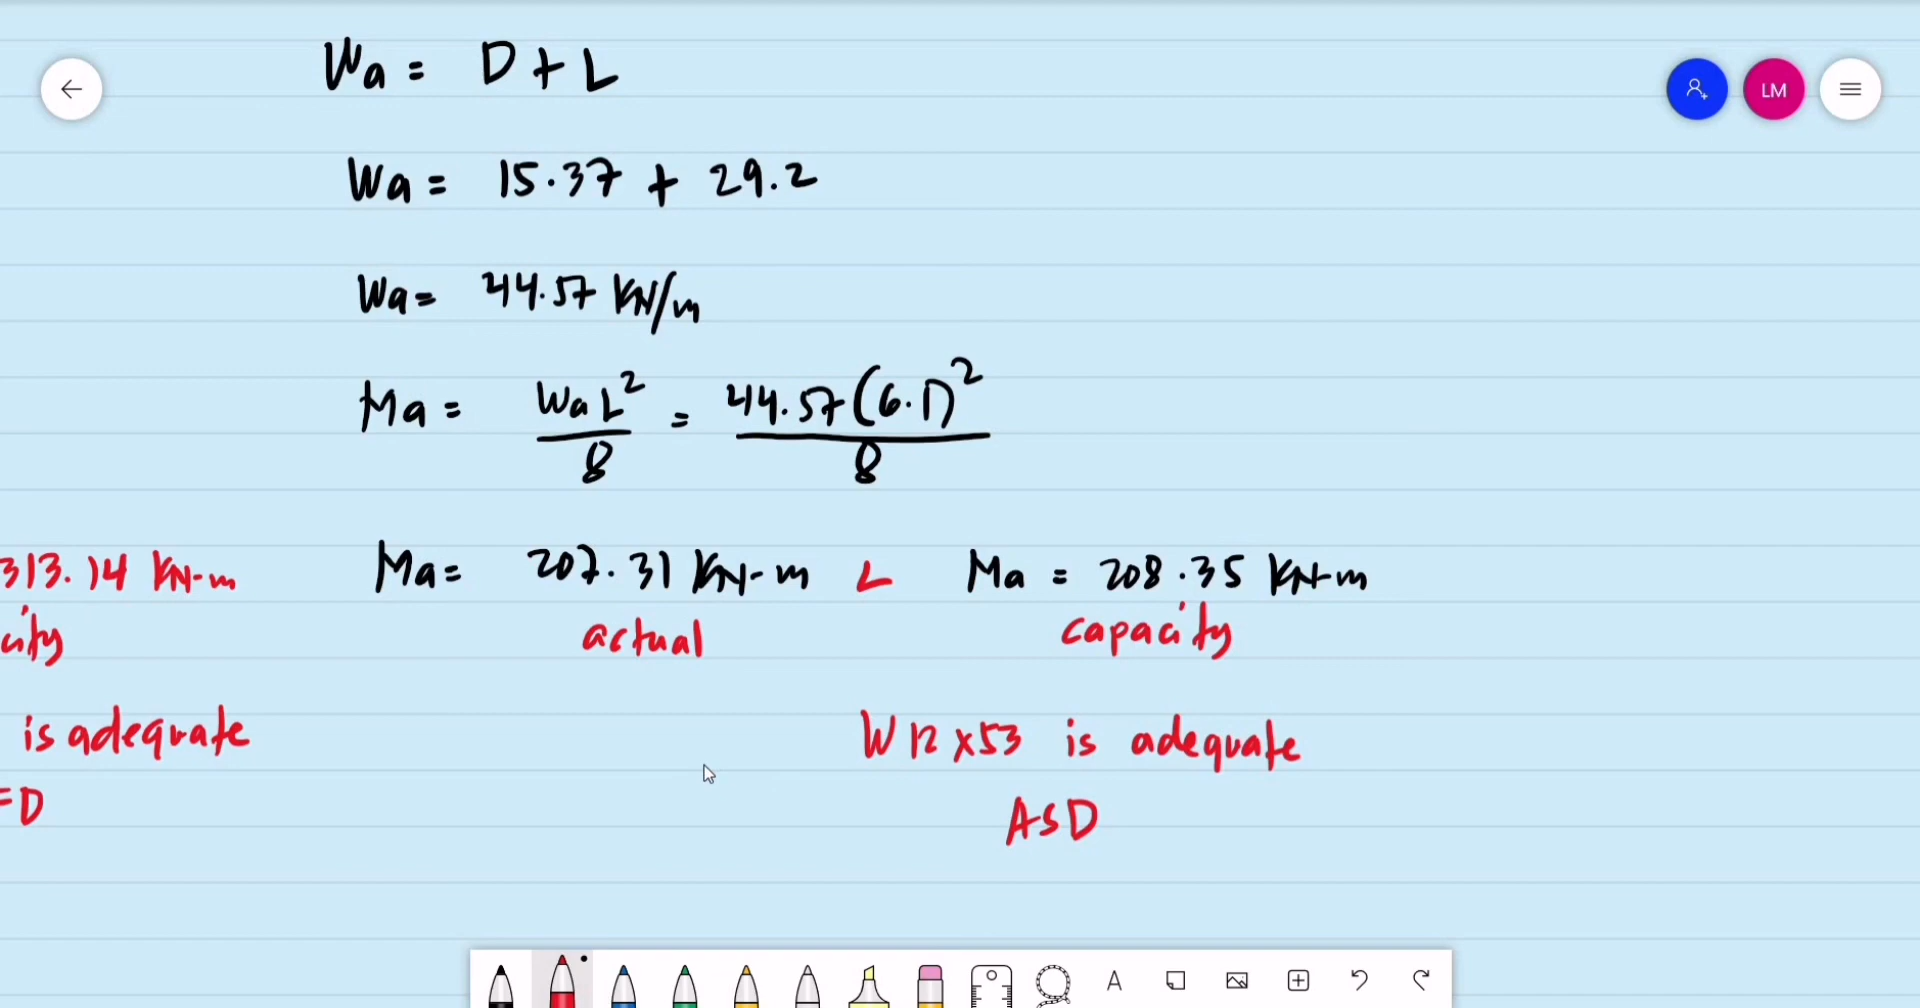 Wa = D + L
LM
Wa = 15.37 + 29.2
Wa = 44.57 KN/m
Ma = WaL²/8 = 44.57(6.1)²/8
313.14 KN-m
city
is adequate
=D
Ma = 207.31 KN-m < Ma = 208.35 KN-m
actual
capacity
W12x53 is adequate
ASD
A